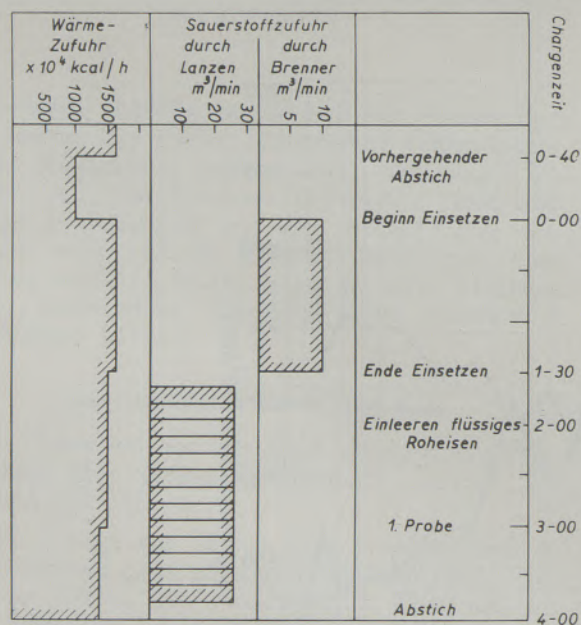 Wärme-
Zufuhr
x 10⁴ kcal/h
500
1000
1500
Sauerstoffzufuhr
durch
Lanzen
m³/min
10
20
30
durch
Brenner
m³/min
5
10
Chargenzeit
Vorhergehender
Abstich
0-40
Beginn Einsetzen
0-00
Ende Einsetzen
1-30
Einleeren flüssiges
Roheisen
2-00
1. Probe
3-00
Abstich
4-00